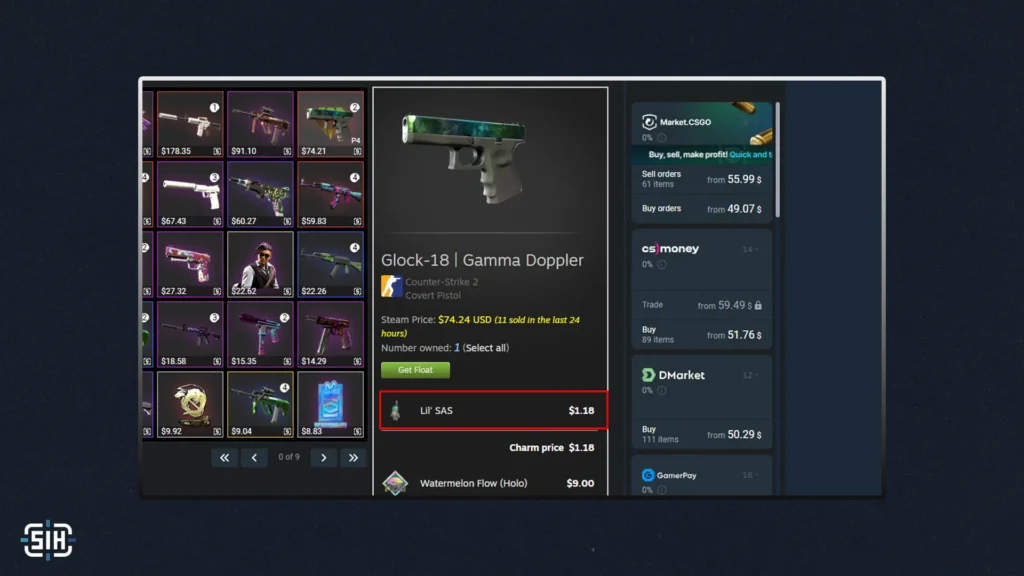 1
$178.35
$91.10
2
P4
$74.21
4
3
$67.43
$60.27
4
$59.83
2
$27.32
$22.62
4
$22.26
2
3
$18.58
2
$15.35
$14.29
$9.92
4
$9.04
$8.83
«
‹
0 of 9
›
»
Glock-18 | Gamma Doppler
Counter-Strike 2
Covert Pistol
Steam Price: $74.24 USD (11 sold in the last 24
hours)
Number owned: 1 (Select all)
Get Float
Lil' SAS $1.18
Charm price $1.18
Watermelon Flow (Holo) $9.00
Market.CSGO
0%
Buy, sell, make profit! Quick and t
Sell orders
61 items
from 55.99 $
Buy orders from 49.07 $
cs money 14
0%
Trade from 59.49 $
Buy
89 items
from 51.76 $
DMarket 12
0%
Buy
111 items
from 50.29 $
GamerPay 16
0%
SIH